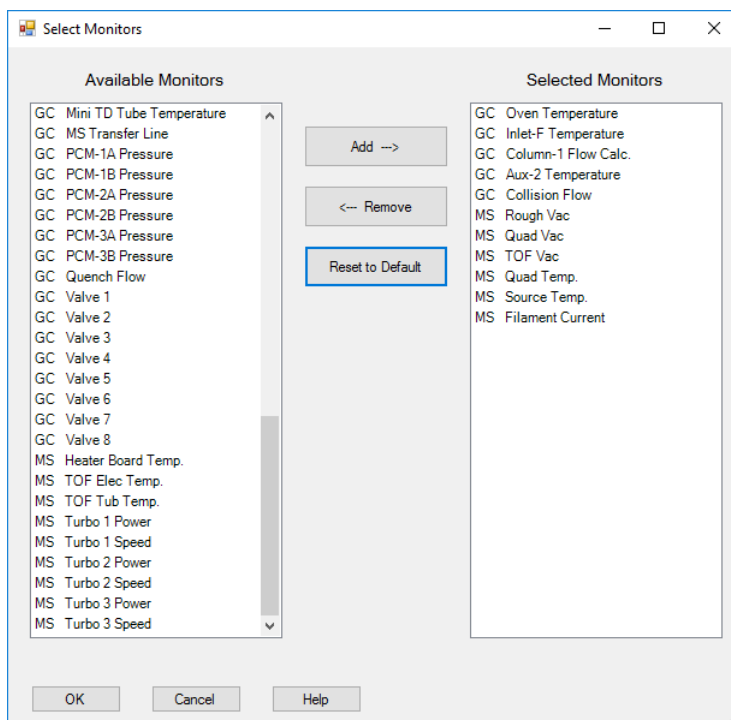 Select Monitors
Available Monitors
GC Mini TD Tube Temperature
GC MS Transfer Line
GC PCM-1A Pressure
GC PCM-1B Pressure
GC PCM-2A Pressure
GC PCM-2B Pressure
GC PCM-3A Pressure
GC PCM-3B Pressure
GC Quench Flow
GC Valve 1
GC Valve 2
GC Valve 3
GC Valve 4
GC Valve 5
GC Valve 6
GC Valve 7
GC Valve 8
MS Heater Board Temp.
MS TOF Elec Temp.
MS TOF Tub Temp.
MS Turbo 1 Power
MS Turbo 1 Speed
MS Turbo 2 Power
MS Turbo 2 Speed
MS Turbo 3 Power
MS Turbo 3 Speed
Add --->
<--- Remove
Reset to Default
Selected Monitors
GC Oven Temperature
GC Inlet-F Temperature
GC Column-1 Flow Calc.
GC Aux-2 Temperature
GC Collision Flow
MS Rough Vac
MS Quad Vac
MS TOF Vac
MS Quad Temp.
MS Source Temp.
MS Filament Current
OK
Cancel
Help